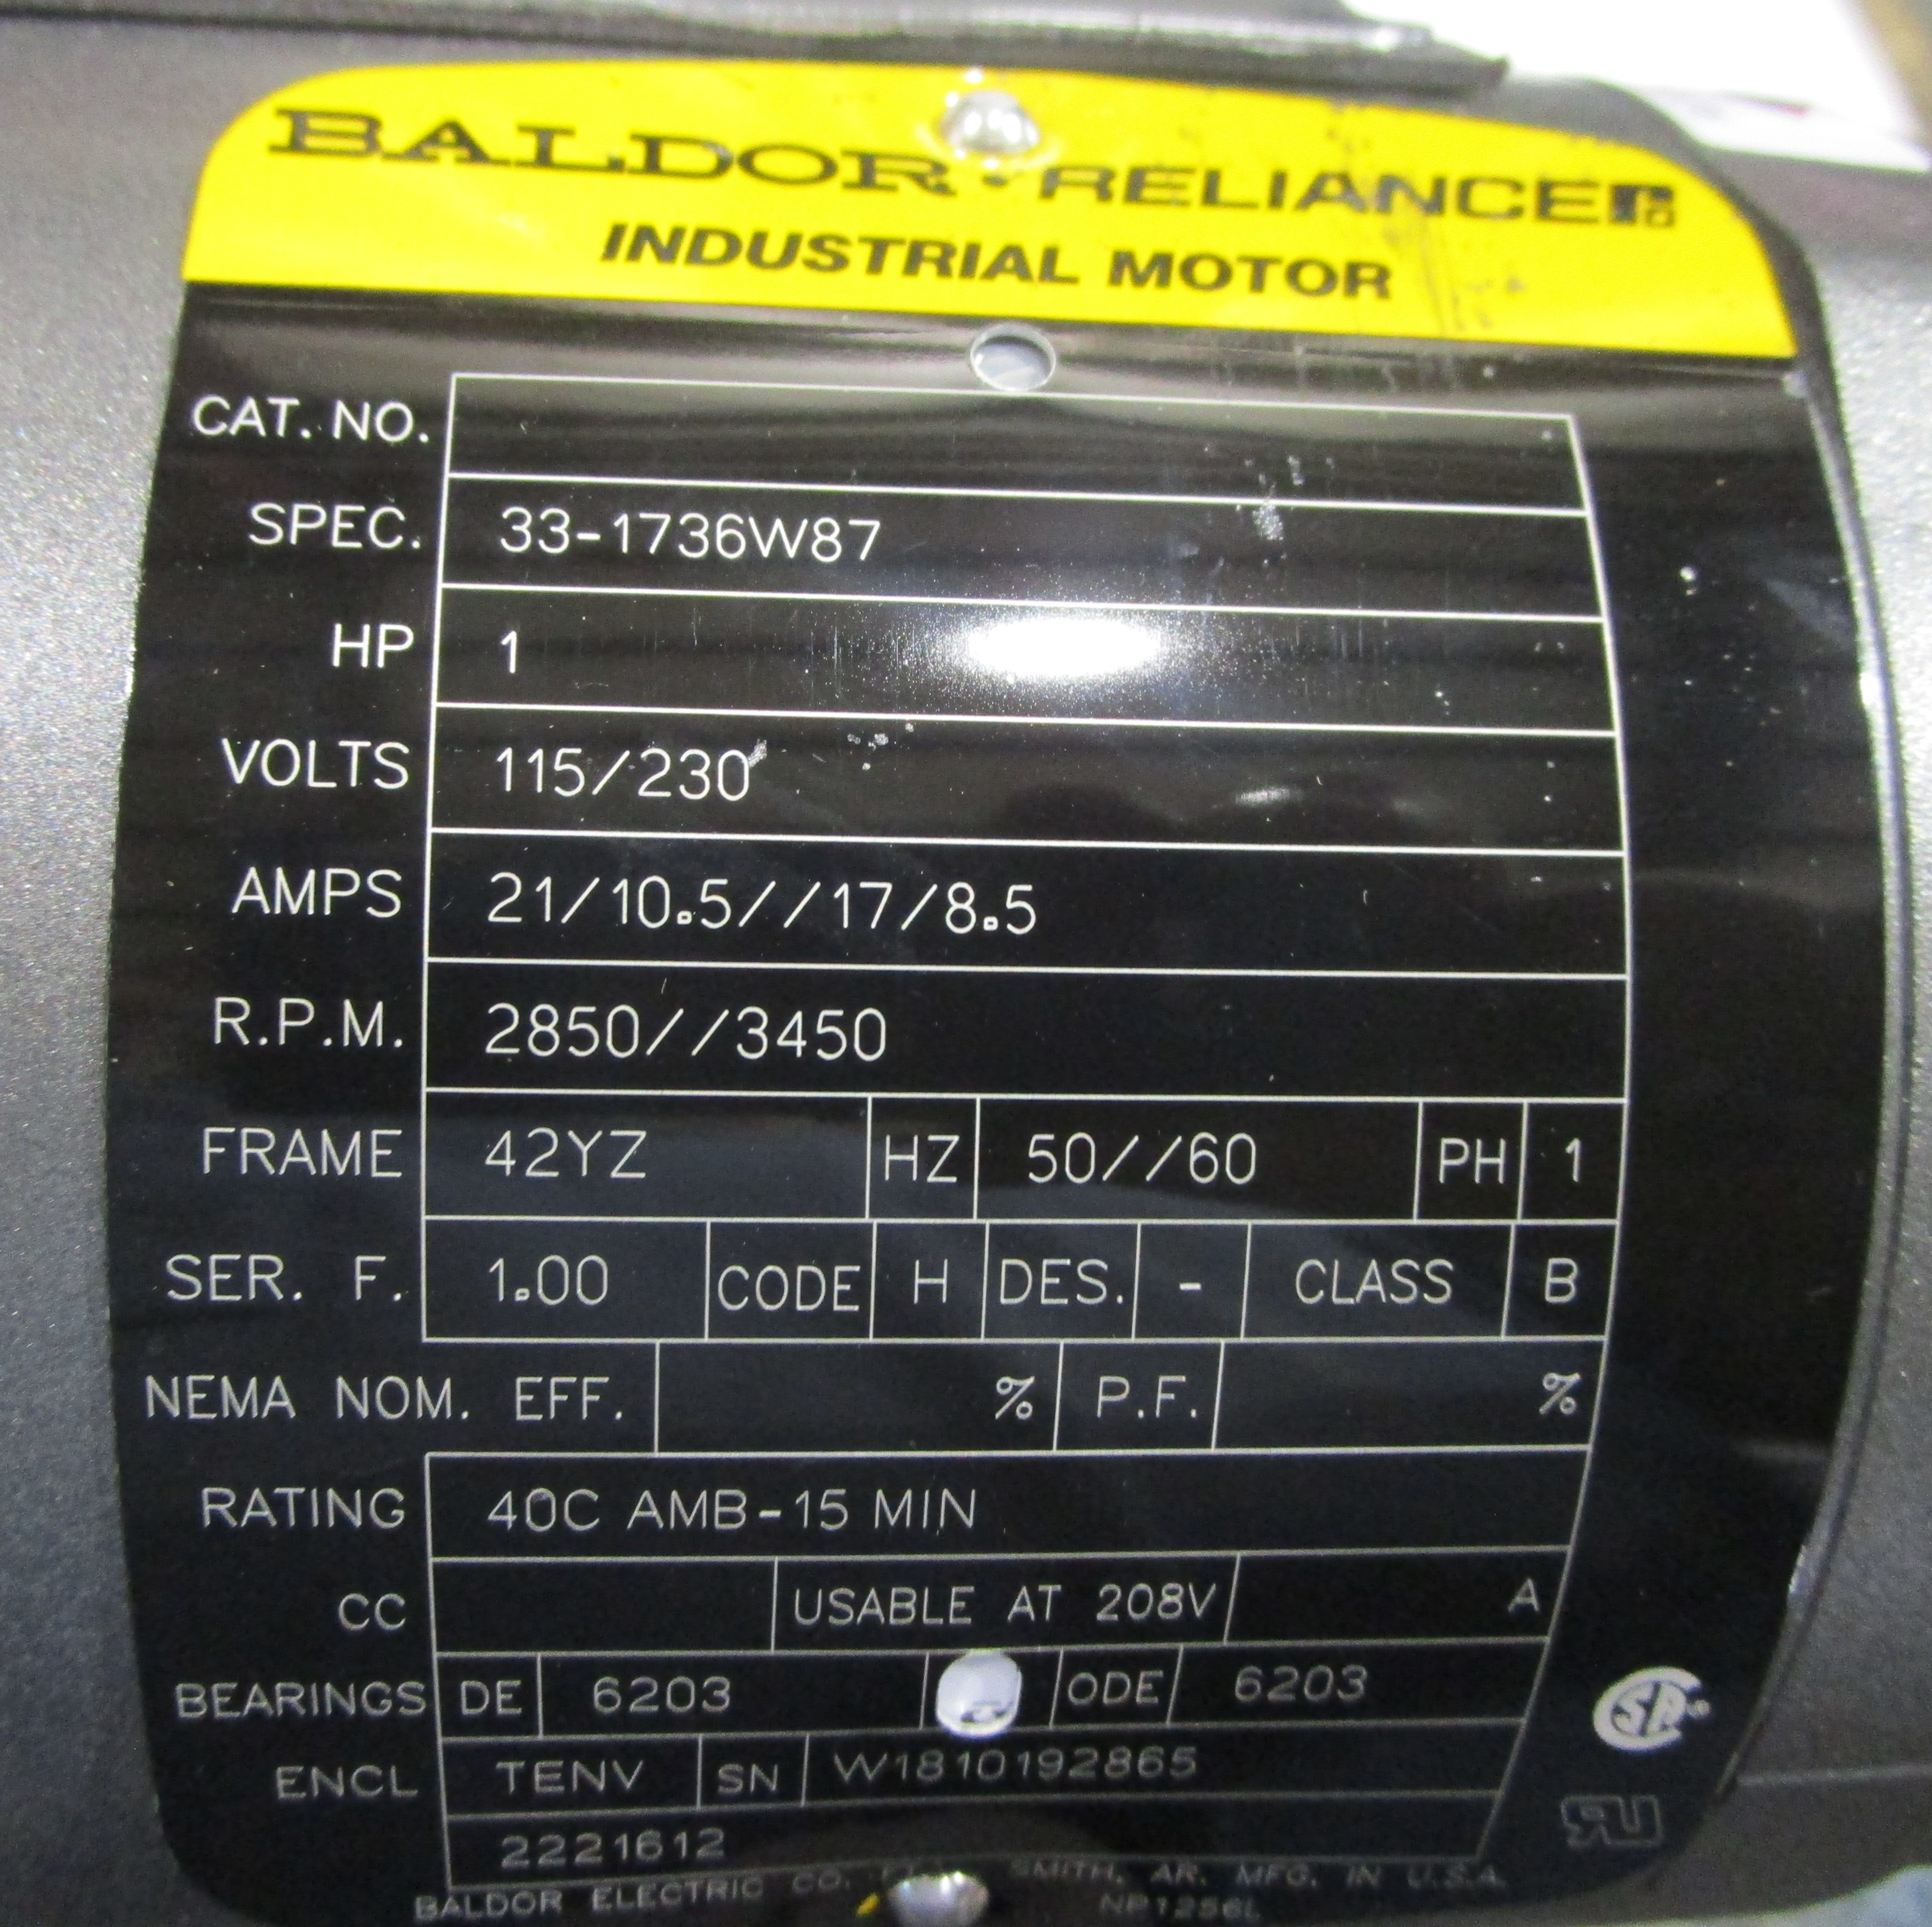 BALDOR · RELIANCE
INDUSTRIAL MOTOR
CAT. NO.
SPEC. 33-1736W87
HP 1
VOLTS 115/230
AMPS 21/10.5//17/8.5
R.P.M. 2850//3450
FRAME 42YZ HZ 50//60 PH 1
SER. F. 1.00 CODE H DES. - CLASS B
NEMA NOM. EFF. % P.F. %
RATING 40C AMB-15 MIN
CC USABLE AT 208V A
BEARINGS DE 6203 ODE 6203
ENCL TENV SN W1810192865
2221612
BALDOR ELECTRIC CO. SMITH, AR. MFG. IN U.S.A.
NP1256L